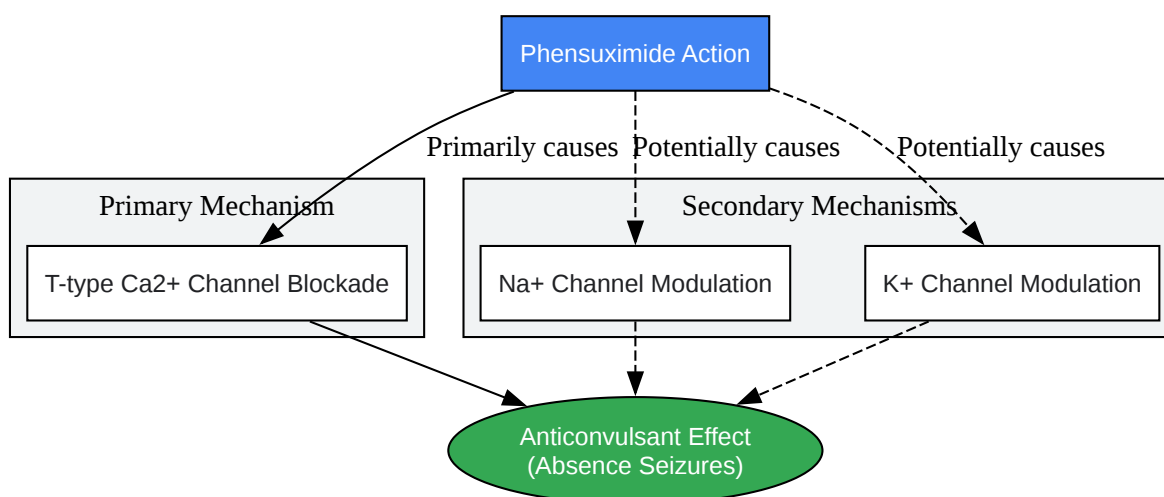 Phensuximide Action
Primarily causes
Potentially causes
Potentially causes
Primary Mechanism
Secondary Mechanisms
T-type Ca2+ Channel Blockade
Na+ Channel Modulation
K+ Channel Modulation
Anticonvulsant Effect
(Absence Seizures)